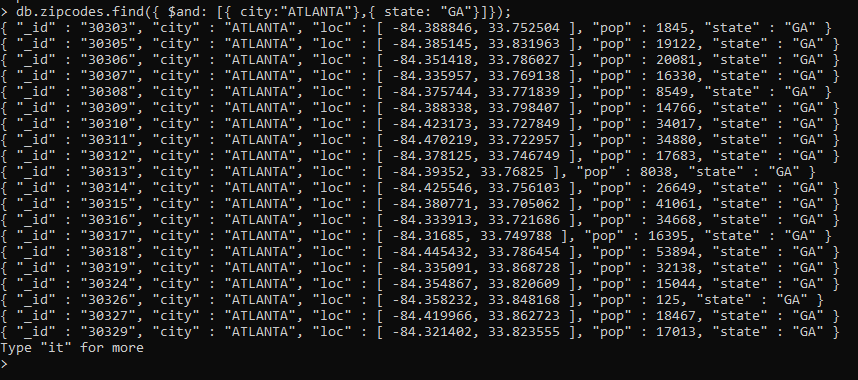 > db.zipcodes.find({ $and: [{ city:"ATLANTA"},{ state: "GA"}]});
{ "_id" : "30303", "city" : "ATLANTA", "loc" : [ -84.388846, 33.752504 ], "pop" : 1845, "state" : "GA" }
{ "_id" : "30305", "city" : "ATLANTA", "loc" : [ -84.385145, 33.831963 ], "pop" : 19122, "state" : "GA" }
{ "_id" : "30306", "city" : "ATLANTA", "loc" : [ -84.351418, 33.786027 ], "pop" : 20081, "state" : "GA" }
{ "_id" : "30307", "city" : "ATLANTA", "loc" : [ -84.335957, 33.769138 ], "pop" : 16330, "state" : "GA" }
{ "_id" : "30308", "city" : "ATLANTA", "loc" : [ -84.375744, 33.771839 ], "pop" : 8549, "state" : "GA" }
{ "_id" : "30309", "city" : "ATLANTA", "loc" : [ -84.388338, 33.798407 ], "pop" : 14766, "state" : "GA" }
{ "_id" : "30310", "city" : "ATLANTA", "loc" : [ -84.423173, 33.727849 ], "pop" : 34017, "state" : "GA" }
{ "_id" : "30311", "city" : "ATLANTA", "loc" : [ -84.470219, 33.722957 ], "pop" : 34880, "state" : "GA" }
{ "_id" : "30312", "city" : "ATLANTA", "loc" : [ -84.378125, 33.746749 ], "pop" : 17683, "state" : "GA" }
{ "_id" : "30313", "city" : "ATLANTA", "loc" : [ -84.39352, 33.76825 ], "pop" : 8038, "state" : "GA" }
{ "_id" : "30314", "city" : "ATLANTA", "loc" : [ -84.425546, 33.756103 ], "pop" : 26649, "state" : "GA" }
{ "_id" : "30315", "city" : "ATLANTA", "loc" : [ -84.380771, 33.705062 ], "pop" : 41061, "state" : "GA" }
{ "_id" : "30316", "city" : "ATLANTA", "loc" : [ -84.333913, 33.721686 ], "pop" : 34668, "state" : "GA" }
{ "_id" : "30317", "city" : "ATLANTA", "loc" : [ -84.31685, 33.749788 ], "pop" : 16395, "state" : "GA" }
{ "_id" : "30318", "city" : "ATLANTA", "loc" : [ -84.445432, 33.786454 ], "pop" : 53894, "state" : "GA" }
{ "_id" : "30319", "city" : "ATLANTA", "loc" : [ -84.335091, 33.868728 ], "pop" : 32138, "state" : "GA" }
{ "_id" : "30324", "city" : "ATLANTA", "loc" : [ -84.354867, 33.820609 ], "pop" : 15044, "state" : "GA" }
{ "_id" : "30326", "city" : "ATLANTA", "loc" : [ -84.358232, 33.848168 ], "pop" : 125, "state" : "GA" }
{ "_id" : "30327", "city" : "ATLANTA", "loc" : [ -84.419966, 33.862723 ], "pop" : 18467, "state" : "GA" }
{ "_id" : "30329", "city" : "ATLANTA", "loc" : [ -84.321402, 33.823555 ], "pop" : 17013, "state" : "GA" }
Type "it" for more
>